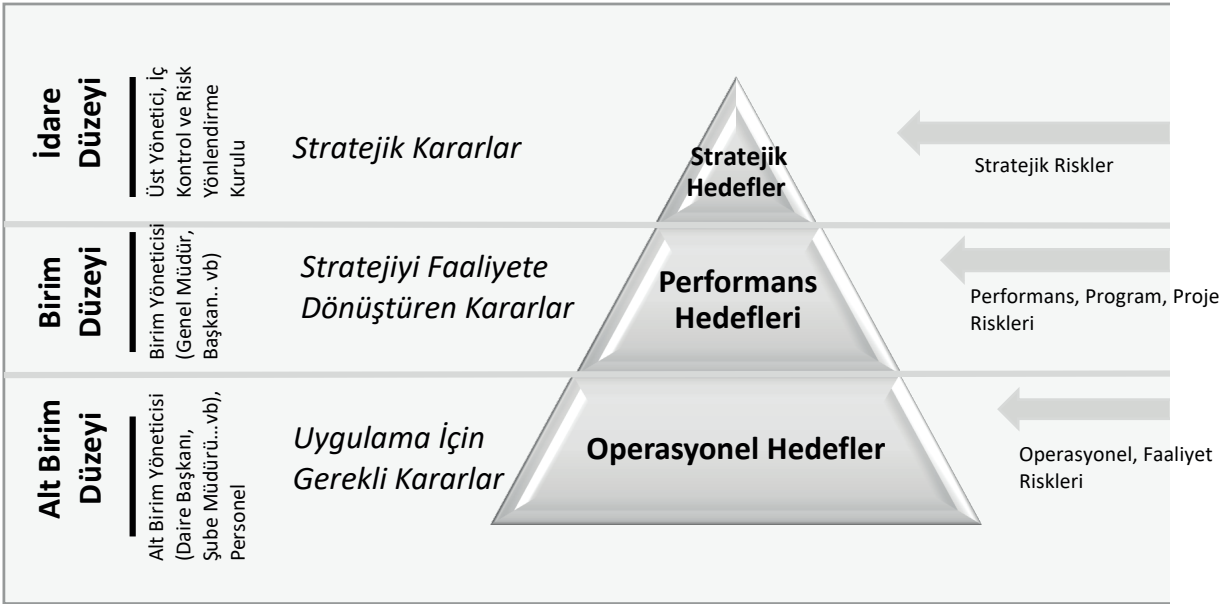 İdare
Düzeyi
Üst Yönetici, İç
Kontrol ve Risk
Yönlendirme
Kurulu
Stratejik Kararlar
Stratejik
Hedefler
Stratejik Riskler
Birim
Düzeyi
Birim Yöneticisi
(Genel Müdür,
Başkan.. vb)
Stratejiyi Faaliyete
Dönüştüren Kararlar
Performans
Hedefleri
Performans, Program, Proje
Riskleri
Alt Birim
Düzeyi
Alt Birim Yöneticisi
(Daire Başkanı,
Şube Müdürü...vb),
Personel
Uygulama İçin
Gerekli Kararlar
Operasyonel Hedefler
Operasyonel, Faaliyet
Riskleri